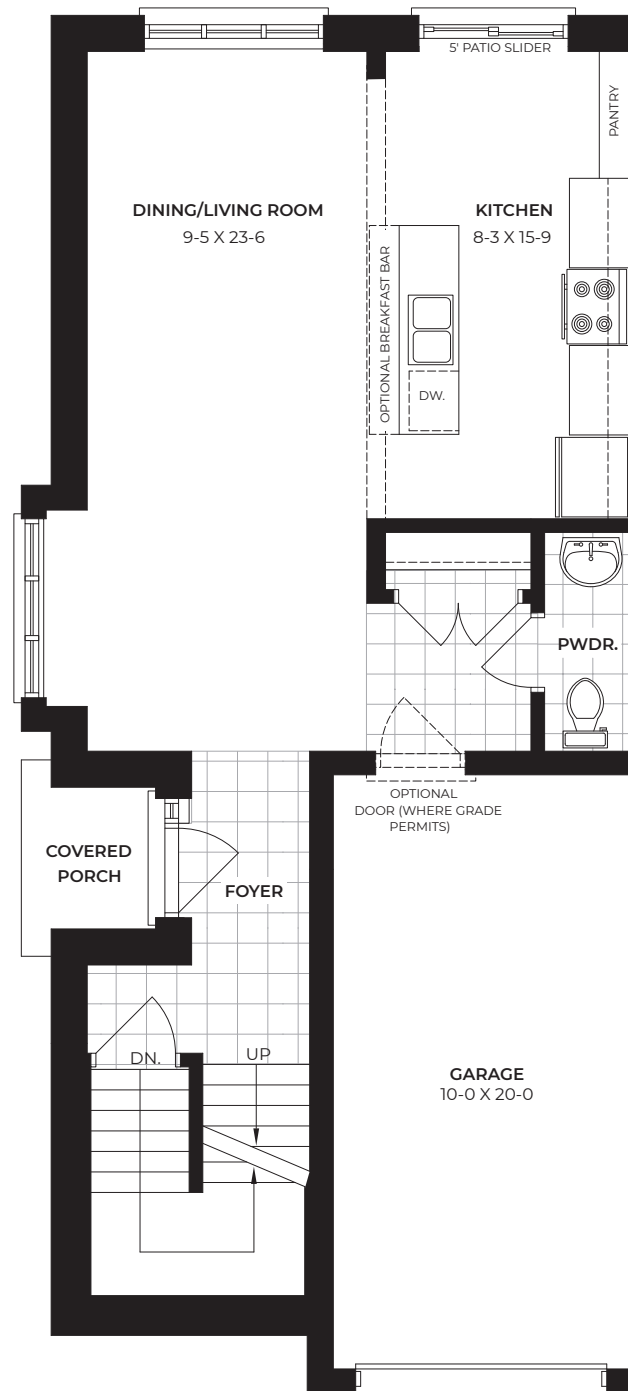 5' PATIO SLIDER
PANTRY
DINING/LIVING ROOM
9-5 X 23-6
KITCHEN
8-3 X 15-9
OPTIONAL BREAKFAST BAR
DW.
PWDR.
OPTIONAL
DOOR (WHERE GRADE
PERMITS)
COVERED
PORCH
FOYER
DN.
UP
GARAGE
10-0 X 20-0